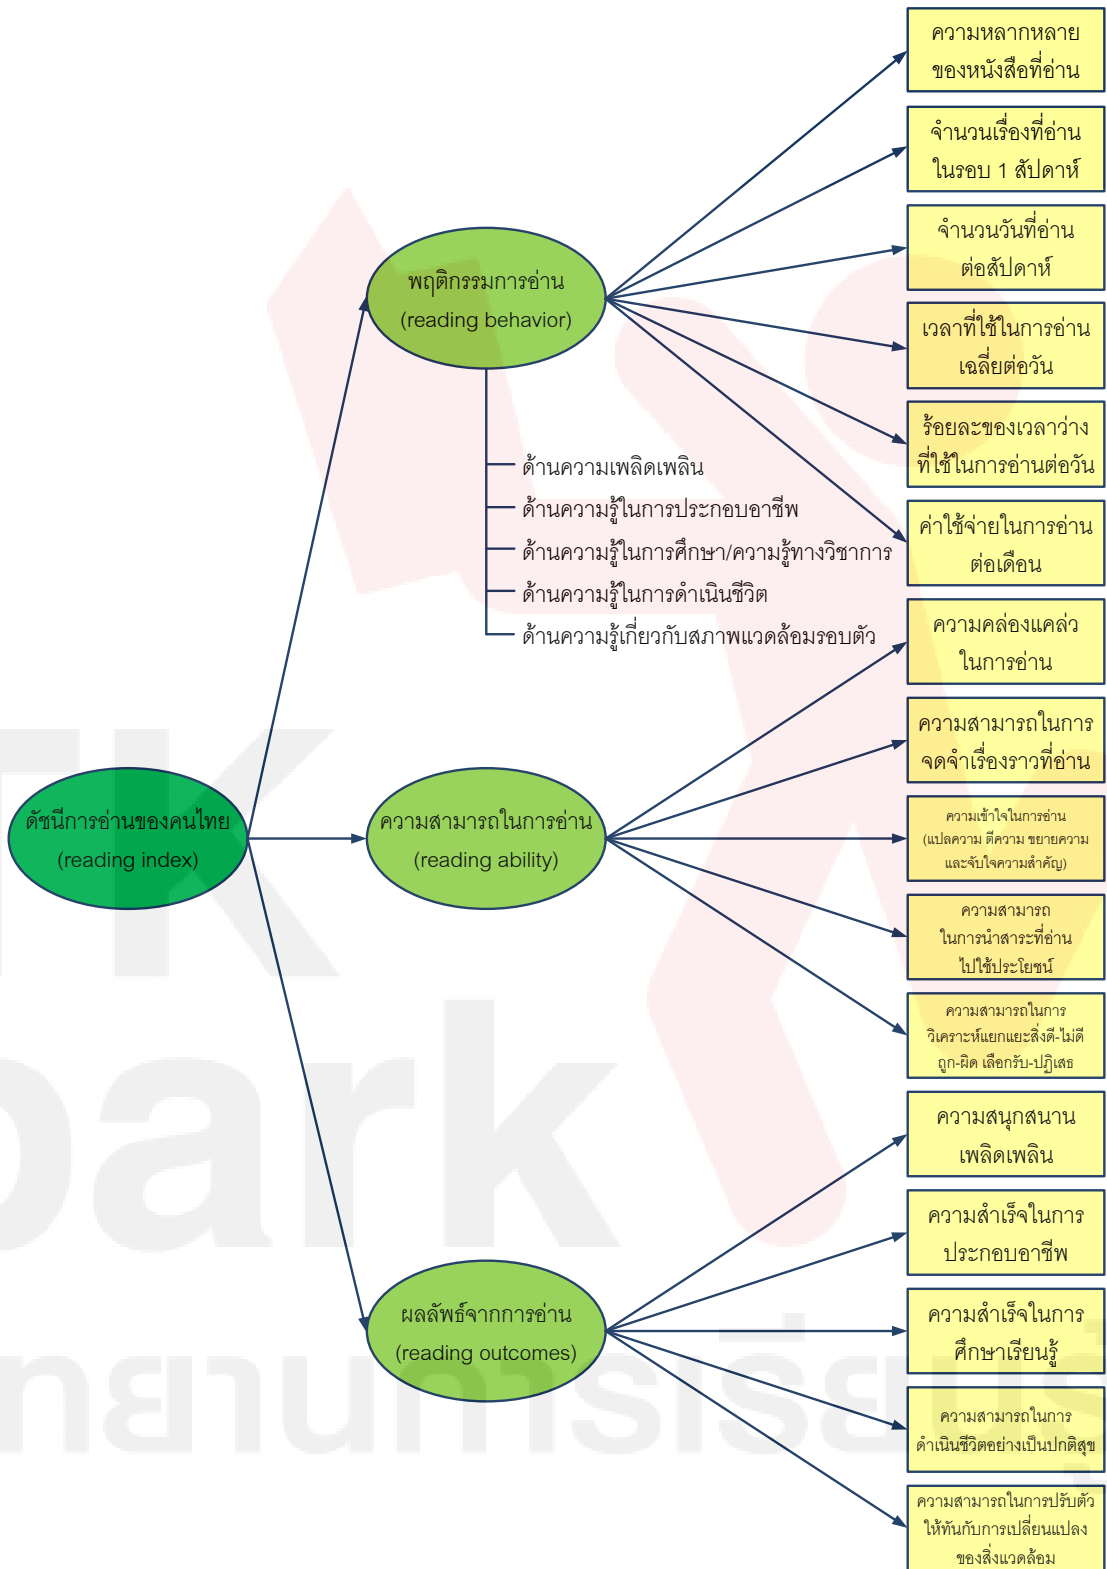 ความหลากหลาย
ของหนังสือที่อ่าน
จำนวนเรื่องที่อ่าน
ในรอบ 1 สัปดาห์
จำนวนวันที่อ่าน
ต่อสัปดาห์
พฤติกรรมการอ่าน
(reading behavior)
เวลาที่ใช้ในการอ่าน
เฉลี่ยต่อวัน
ร้อยละของเวลาว่าง
ที่ใช้ในการอ่านต่อวัน
ด้านความเพลิดเพลิน
ด้านความรู้ในการประกอบอาชีพ
ด้านความรู้ในการศึกษา/ความรู้ทางวิชาการ
ด้านความรู้ในการดำเนินชีวิต
ด้านความรู้เกี่ยวกับสภาพแวดล้อมรอบตัว
ค่าใช้จ่ายในการอ่าน
ต่อเดือน
ความคล่องแคล่ว
ในการอ่าน
ความสามารถในการ
จดจำเรื่องราวที่อ่าน
ดัชนีการอ่านของคนไทย
(reading index)
ความสามารถในการอ่าน
(reading ability)
ความเข้าใจในการอ่าน
(แปลความ ตีความ ขยายความ
และจับใจความสำคัญ)
ความสามารถ
ในการนำสาระที่อ่าน
ไปใช้ประโยชน์
ความสามารถในการ
วิเคราะห์แยกแยะสิ่งดี-ไม่ดี
ถูก-ผิด เลือกรับ-ปฏิเสธ
ความสนุกสนาน
เพลิดเพลิน
ความสำเร็จในการ
ประกอบอาชีพ
ผลลัพธ์จากการอ่าน
(reading outcomes)
ความสำเร็จในการ
ศึกษาเรียนรู้
ความสามารถในการ
ดำเนินชีวิตอย่างเป็นปกติสุข
ความสามารถในการปรับตัว
ให้ทันกับการเปลี่ยนแปลง
ของสิ่งแวดล้อม
TK
park